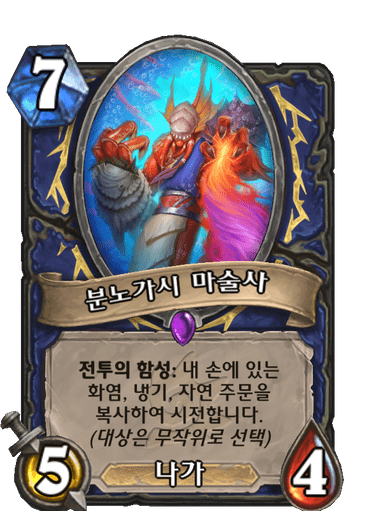 7
분노가시 마술사
전투의 함성: 내 손에 있는
화염, 냉기, 자연 주문을
복사하여 시전합니다.
(대상은 무작위로 선택)
5
나가
4